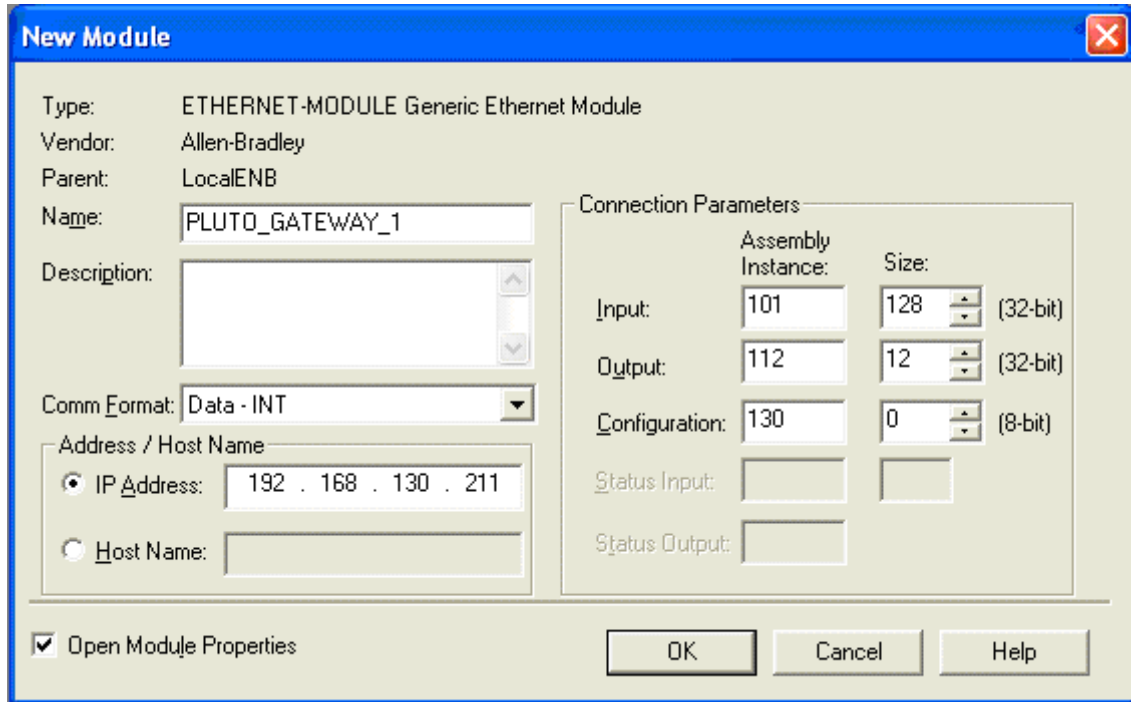 New Module
Type: ETHERNET-MODULE Generic Ethernet Module
Vendor: Allen-Bradley
Parent: LocalENB
Name: PLUTO_GATEWAY_1
Description:
Comm Format: Data - INT
Address / Host Name
IP Address: 192 . 168 . 130 . 211
Host Name:
Connection Parameters
Assembly
Instance: Size:
Input: 101 128 (32-bit)
Output: 112 12 (32-bit)
Configuration: 130 0 (8-bit)
Status Input:
Status Output:
Open Module Properties
OK Cancel Help